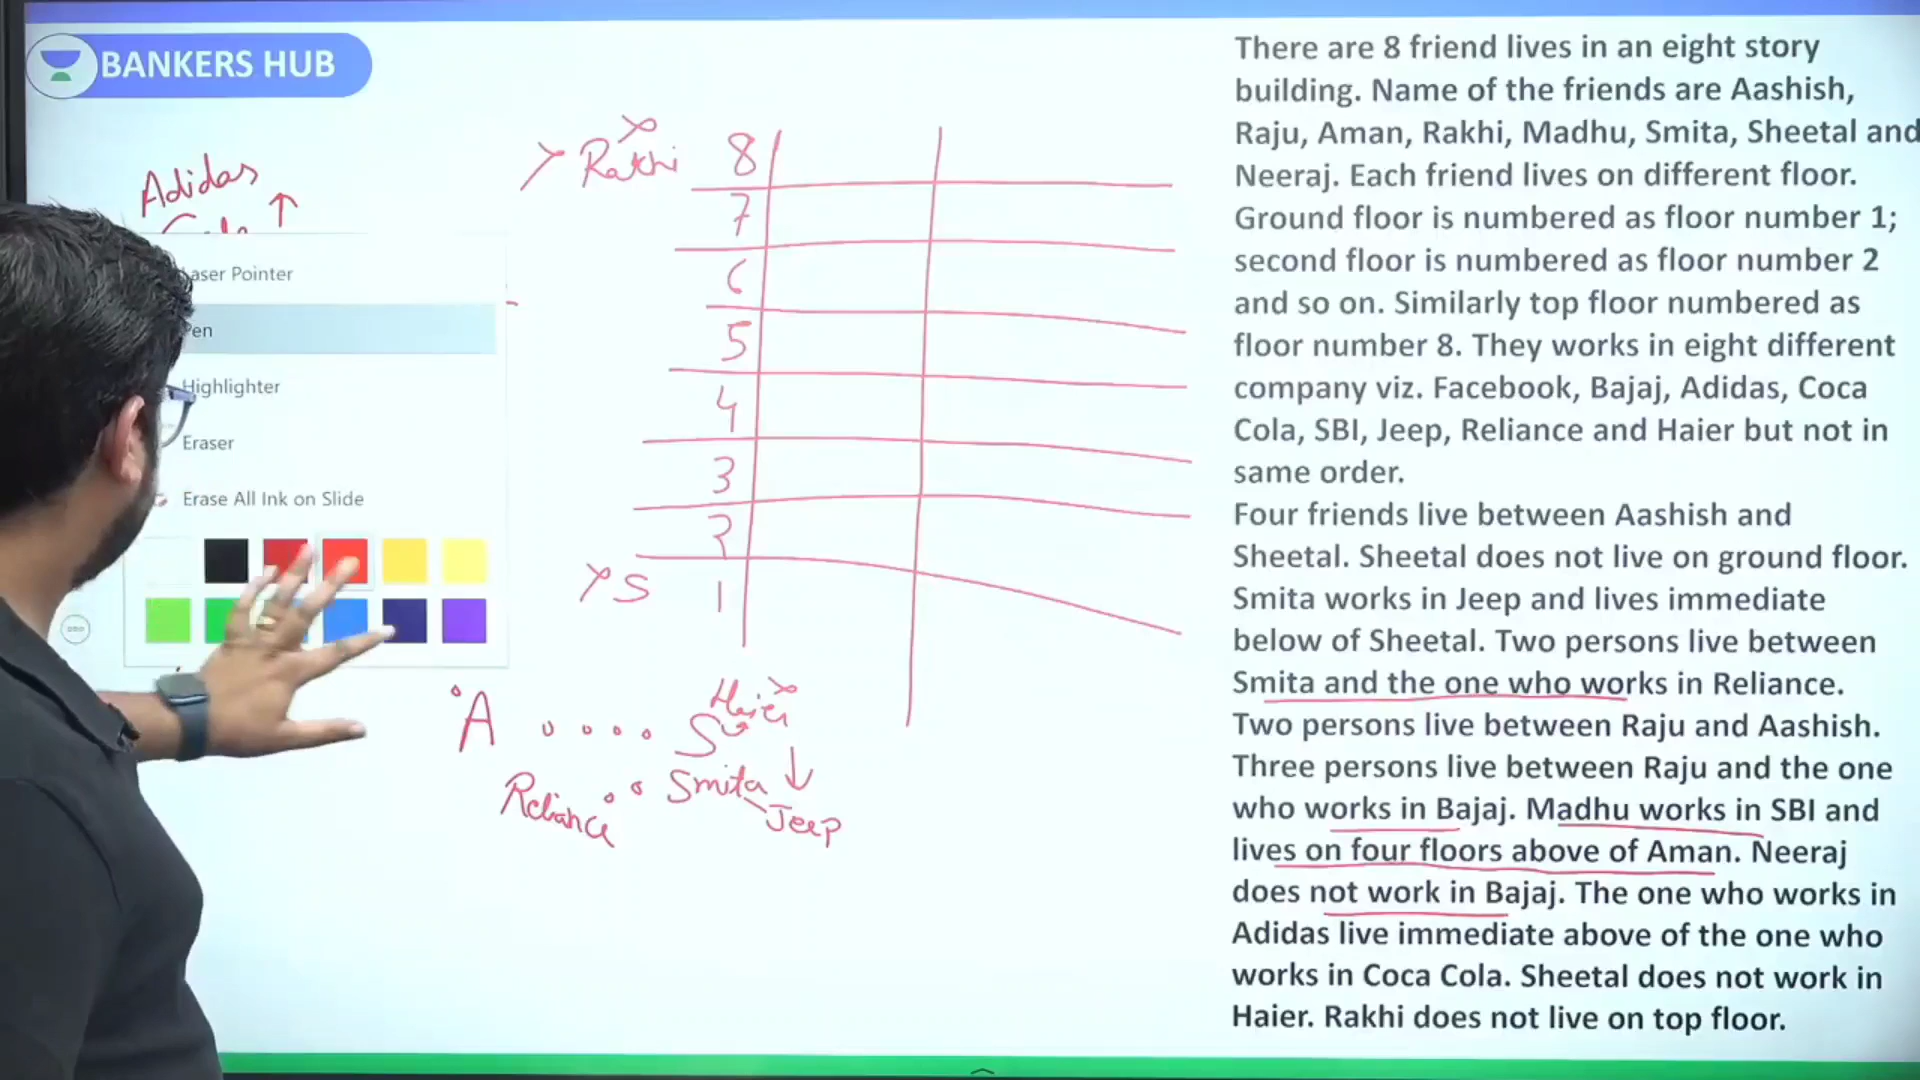 BANKERS HUB
Adidas
Laser Pointer
Pen
Highlighter
Eraser
Erase All Ink on Slide
Rakhi 8
7
6
5
4
3
2
S 1
Haier
A S
Reliance Smita
Jeep
There are 8 friend lives in an eight story
building. Name of the friends are Aashish,
Raju, Aman, Rakhi, Madhu, Smita, Sheetal and
Neeraj. Each friend lives on different floor.
Ground floor is numbered as floor number 1;
second floor is numbered as floor number 2
and so on. Similarly top floor numbered as
floor number 8. They works in eight different
company viz. Facebook, Bajaj, Adidas, Coca
Cola, SBI, Jeep, Reliance and Haier but not in
same order.
Four friends live between Aashish and
Sheetal. Sheetal does not live on ground floor.
Smita works in Jeep and lives immediate
below of Sheetal. Two persons live between
Smita and the one who works in Reliance.
Two persons live between Raju and Aashish.
Three persons live between Raju and the one
who works in Bajaj. Madhu works in SBI and
lives on four floors above of Aman. Neeraj
does not work in Bajaj. The one who works in
Adidas live immediate above of the one who
works in Coca Cola. Sheetal does not work in
Haier. Rakhi does not live on top floor.